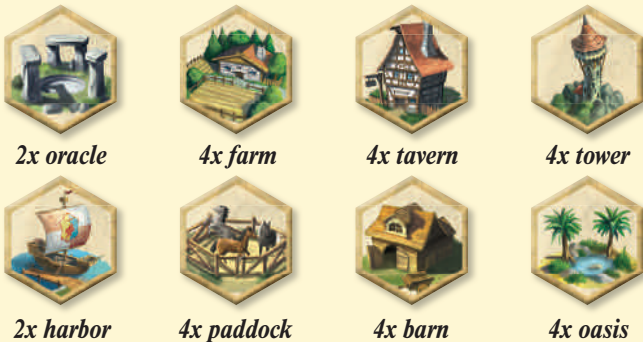 2x oracle 4x farm 4x tavern 4x tower
2x harbor 4x paddock 4x barn 4x oasis